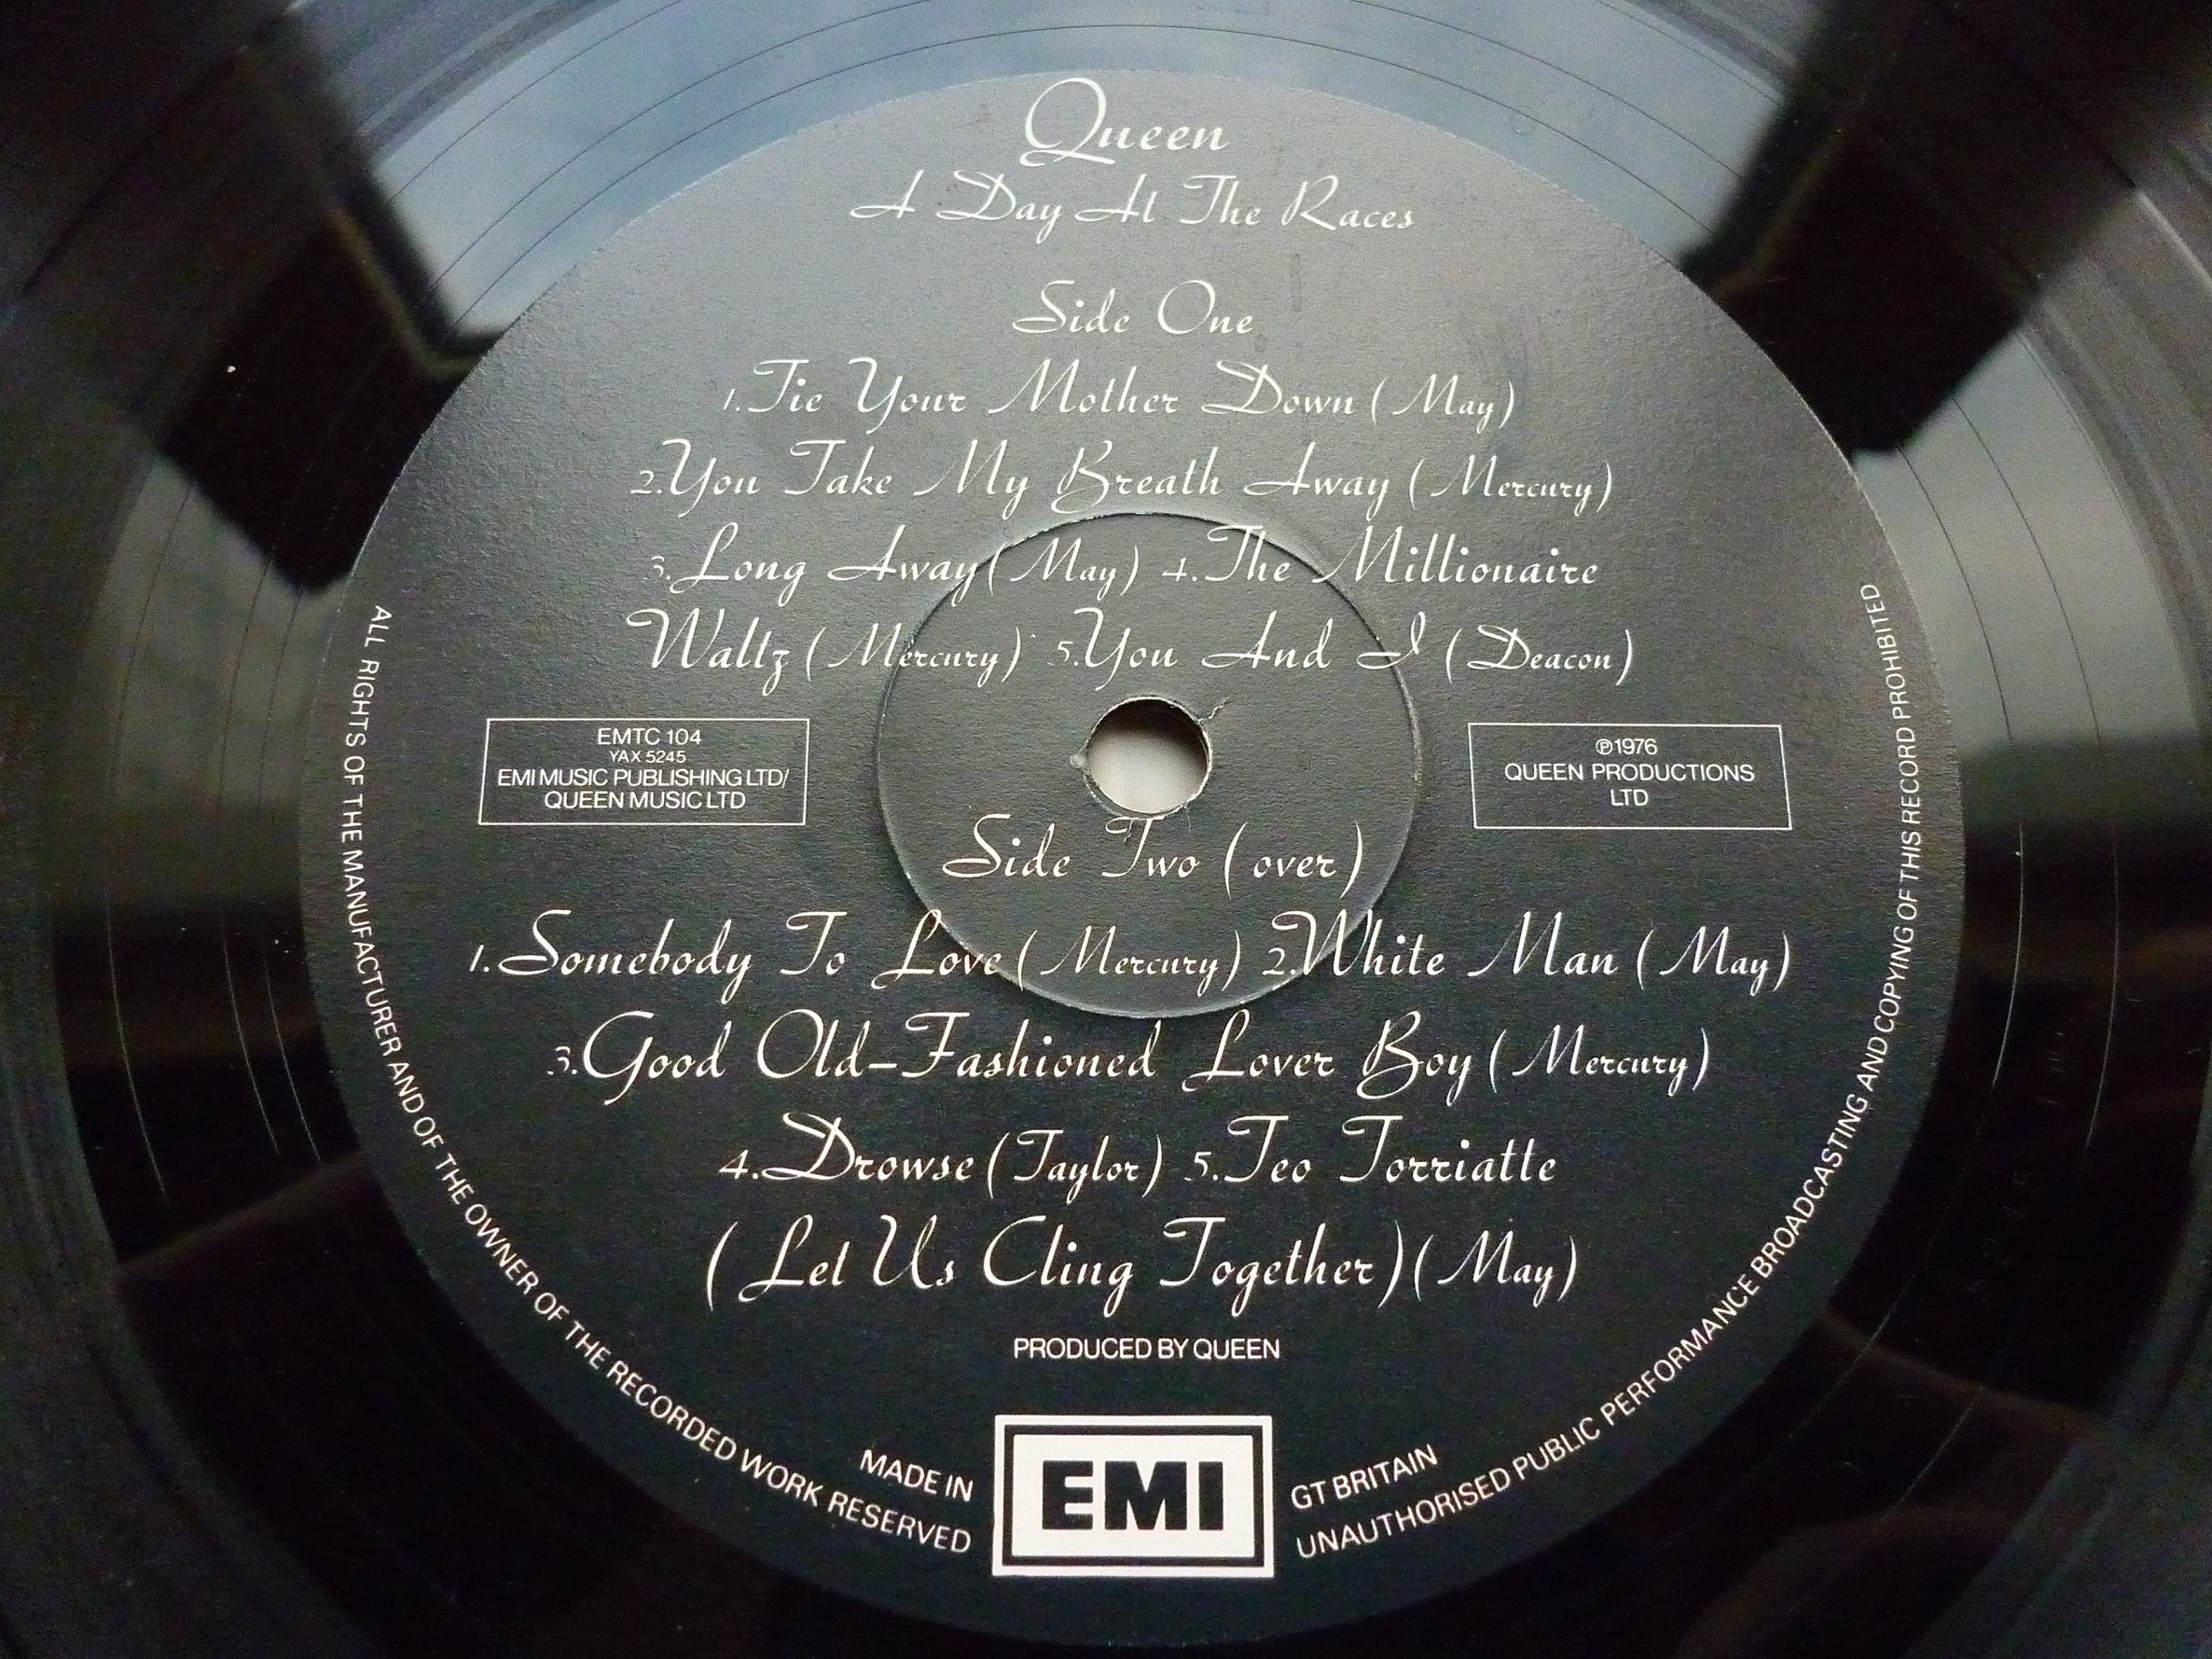 Queen
A Day At The Races
Side One
1. Tie Your Mother Down (May)
2. You Take My Breath Away (Mercury)
3. Long Away (May) 4. The Millionaire
Waltz (Mercury) 5. You And I (Deacon)
EMTC 104
YAX 5245
EMI MUSIC PUBLISHING LTD/
QUEEN MUSIC LTD
℗1976
QUEEN PRODUCTIONS
LTD
Side Two (over)
1. Somebody To Love (Mercury) 2. White Man (May)
3. Good Old-Fashioned Lover Boy (Mercury)
4. Drowse (Taylor) 5. Teo Torriatte
(Let Us Cling Together) (May)
PRODUCED BY QUEEN
MADE IN
EMI
GT BRITAIN
ALL RIGHTS OF THE MANUFACTURER AND OF THE OWNER OF THE RECORDED WORK RESERVED
UNAUTHORISED PUBLIC PERFORMANCE BROADCASTING AND COPYING OF THIS RECORD PROHIBITED